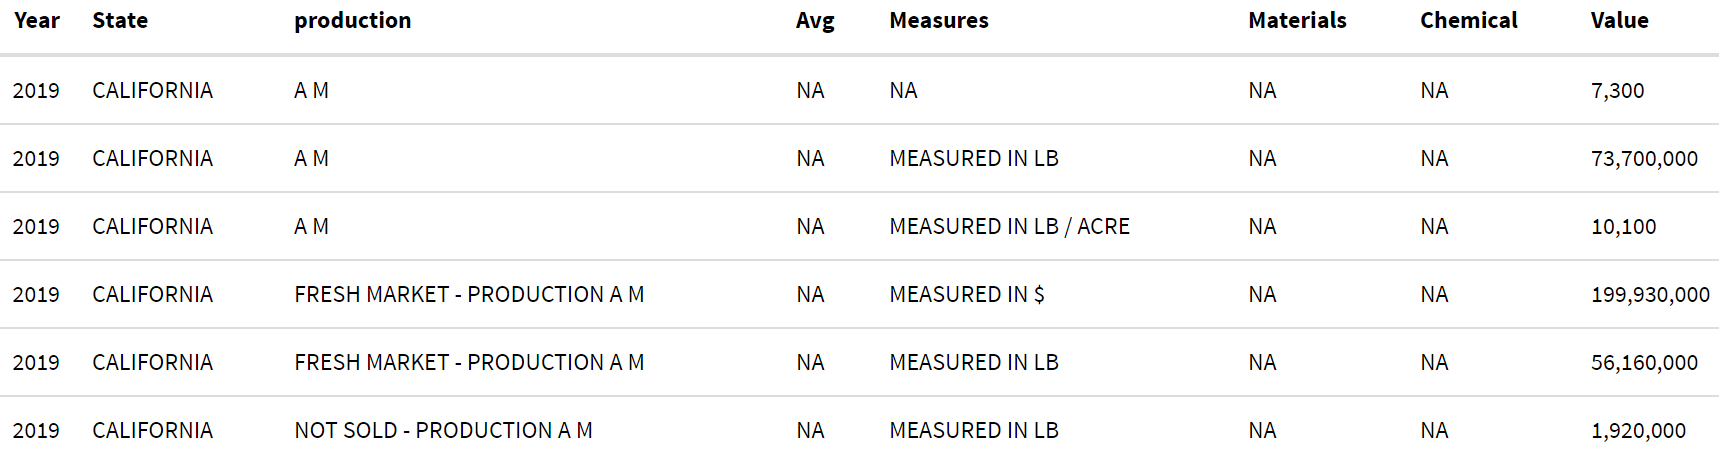 Year State production Avg Measures Materials Chemical Value
2019 CALIFORNIA A M NA NA NA NA 7,300
2019 CALIFORNIA A M NA MEASURED IN LB NA NA 73,700,000
2019 CALIFORNIA A M NA MEASURED IN LB / ACRE NA NA 10,100
2019 CALIFORNIA FRESH MARKET - PRODUCTION A M NA MEASURED IN $ NA NA 199,930,000
2019 CALIFORNIA FRESH MARKET - PRODUCTION A M NA MEASURED IN LB NA NA 56,160,000
2019 CALIFORNIA NOT SOLD - PRODUCTION A M NA MEASURED IN LB NA NA 1,920,000